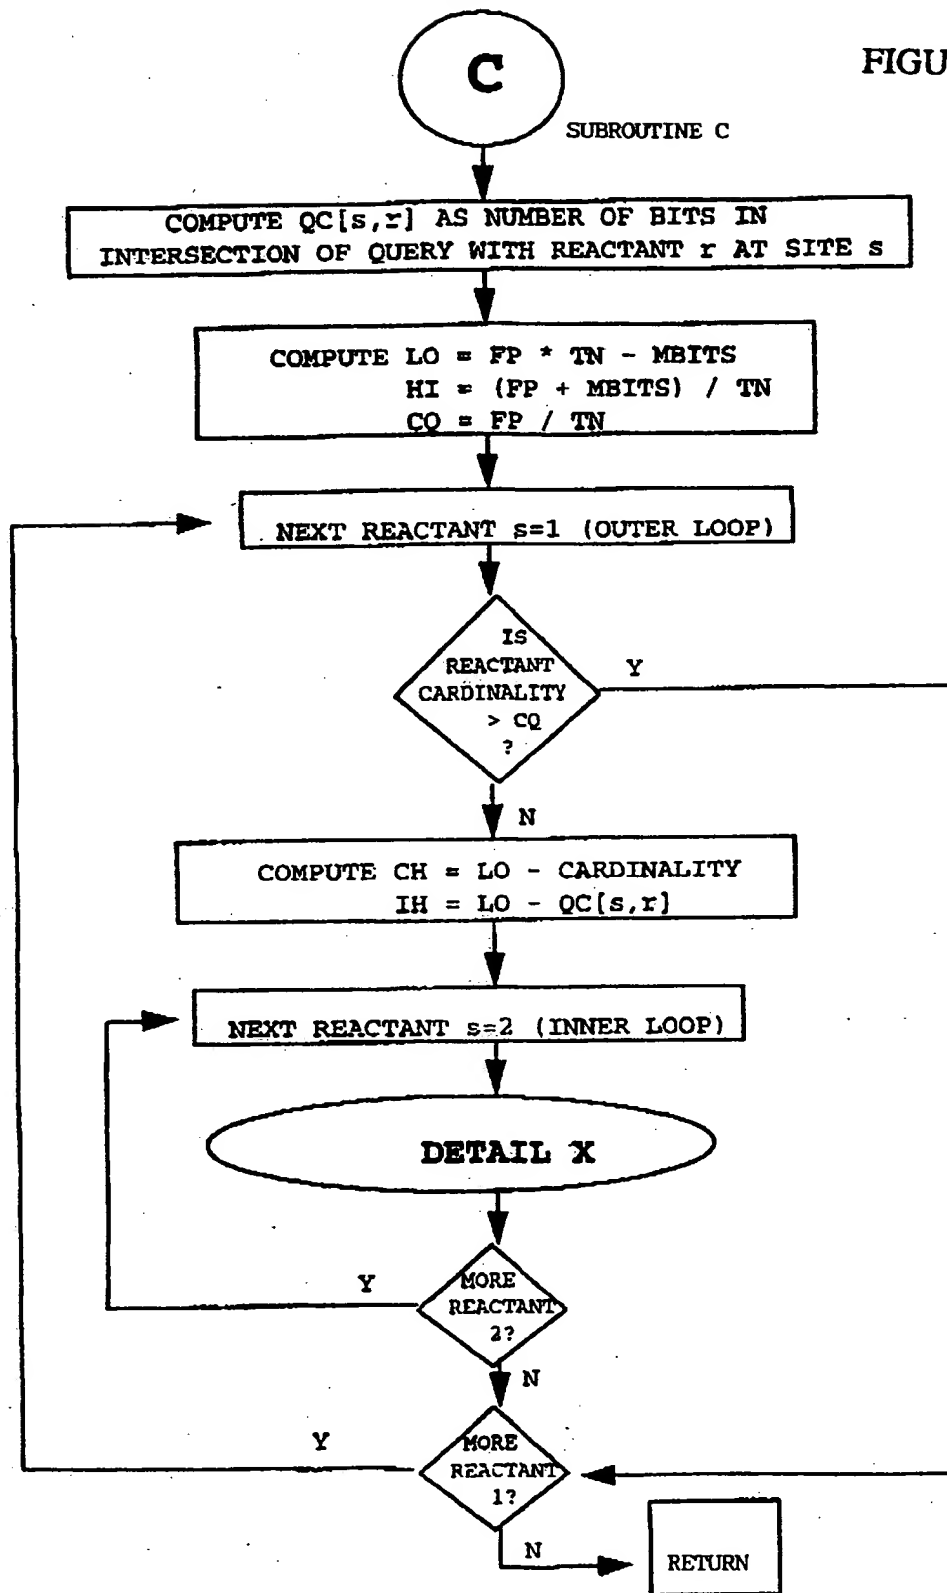 C
FIGU
SUBROUTINE C
COMPUTE QC[s,r] AS NUMBER OF BITS IN
INTERSECTION OF QUERY WITH REACTANT r AT SITE s
COMPUTE LO = FP * TN - MBITS
HI = (FP + MBITS) / TN
CQ = FP / TN
NEXT REACTANT s=1 (OUTER LOOP)
IS
REACTANT
CARDINALITY
> CQ
?
Y
N
COMPUTE CH = LO - CARDINALITY
IH = LO - QC[s,r]
NEXT REACTANT s=2 (INNER LOOP)
DETAIL X
MORE
REACTANT
2?
Y
N
MORE
REACTANT
1?
Y
N
RETURN